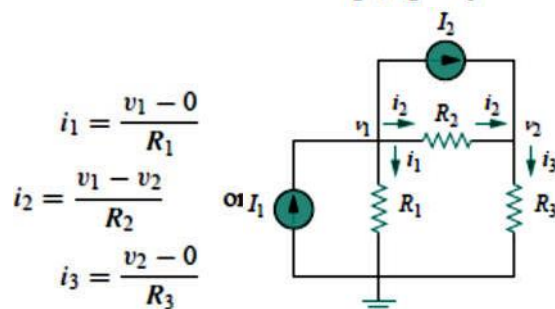 I₂
i₁ = (v₁ − 0) / R₁
i₂ = (v₁ − v₂) / R₂
i₃ = (v₂ − 0) / R₃
v₁ i₂ R₂ i₂ v₂
i₁ i₃
I₁ R₁ R₃